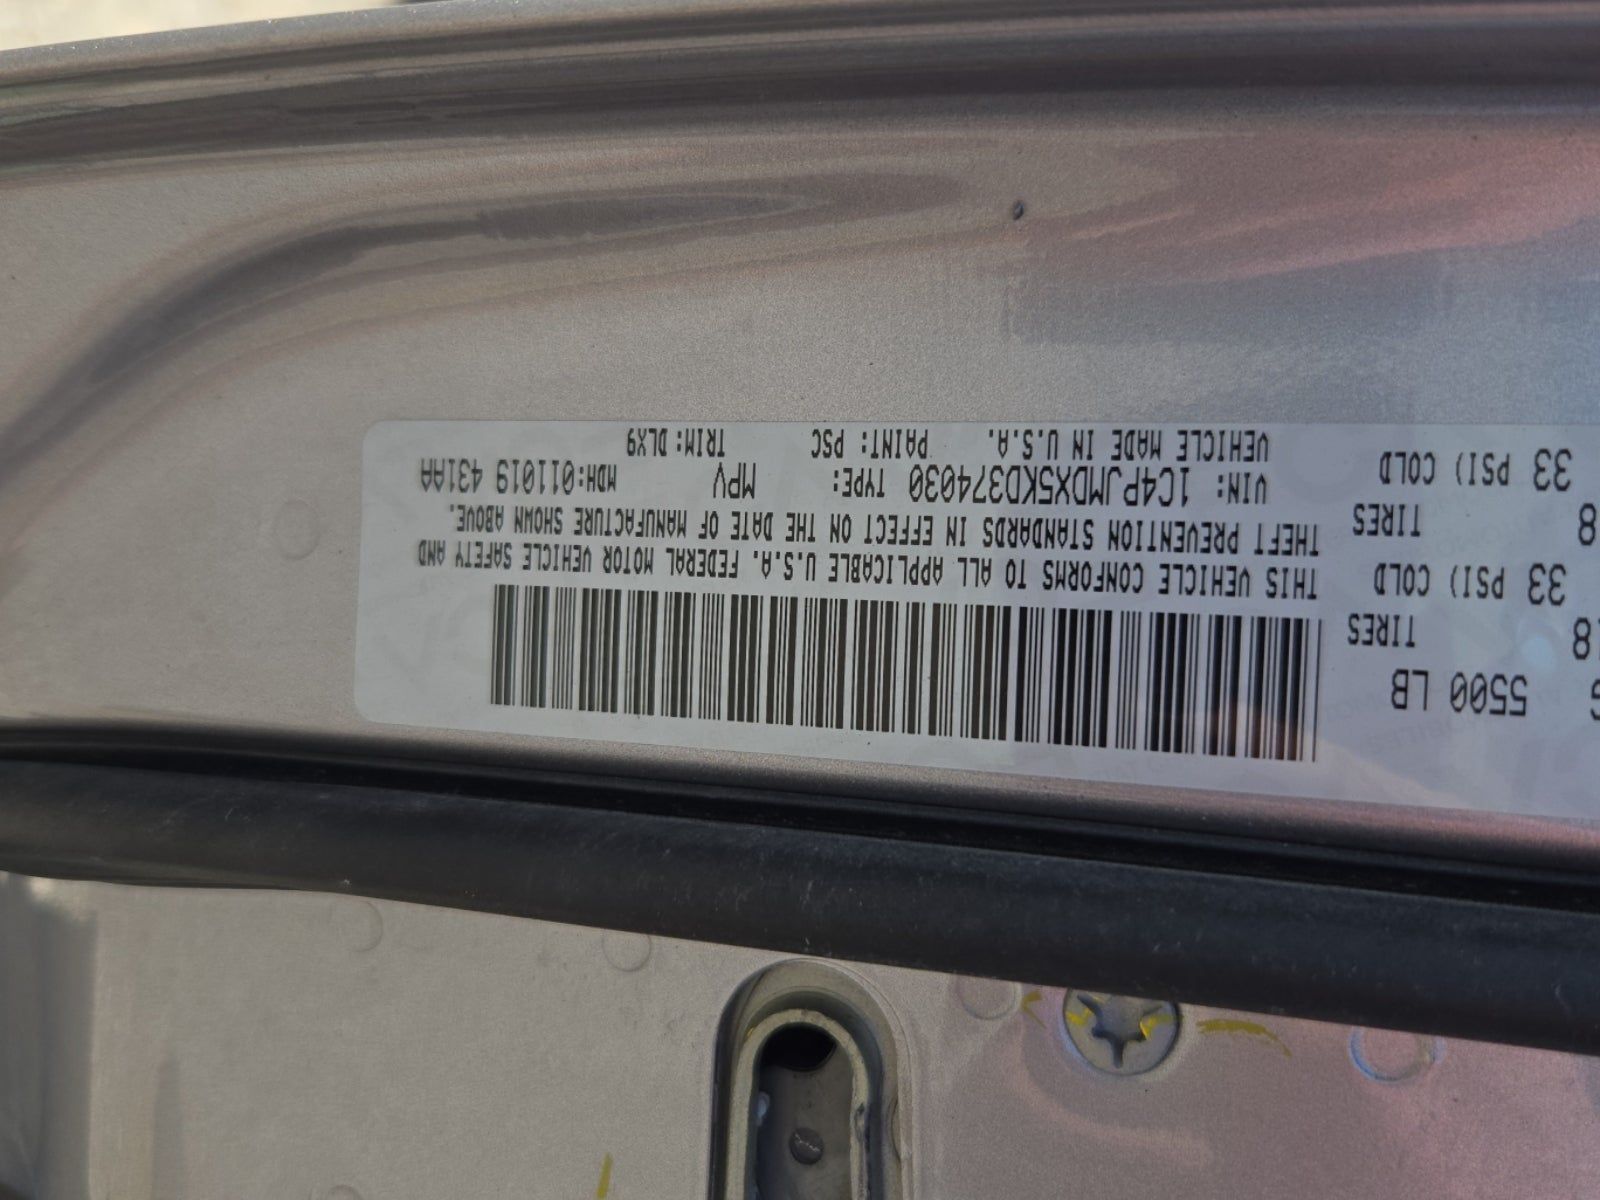 5500 LB
TIRES
33 PSI) COLD
TIRES
33 PSI) COLD
THIS VEHICLE CONFORMS TO ALL APPLICABLE U.S.A. FEDERAL MOTOR VEHICLE SAFETY AND
THEFT PREVENTION STANDARDS IN EFFECT ON THE DATE OF MANUFACTURE SHOWN ABOVE.
VIN: 1C4PJMDX5KD374030 TYPE: MPV MDH:011019 431AA
VEHICLE MADE IN U.S.A. PAINT: PSC TRIM: DLX9